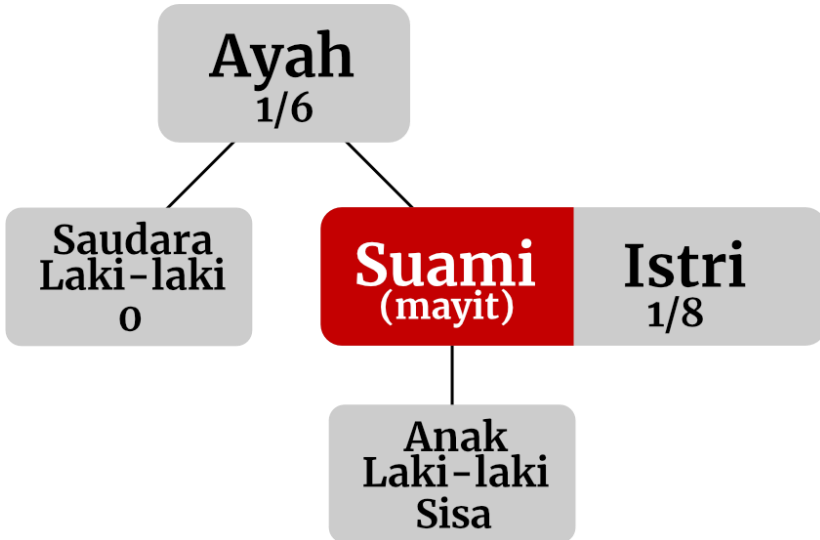 Ayah
1/6
Saudara
Laki-laki
0
Suami
(mayit)
Istri
1/8
Anak
Laki-laki
Sisa